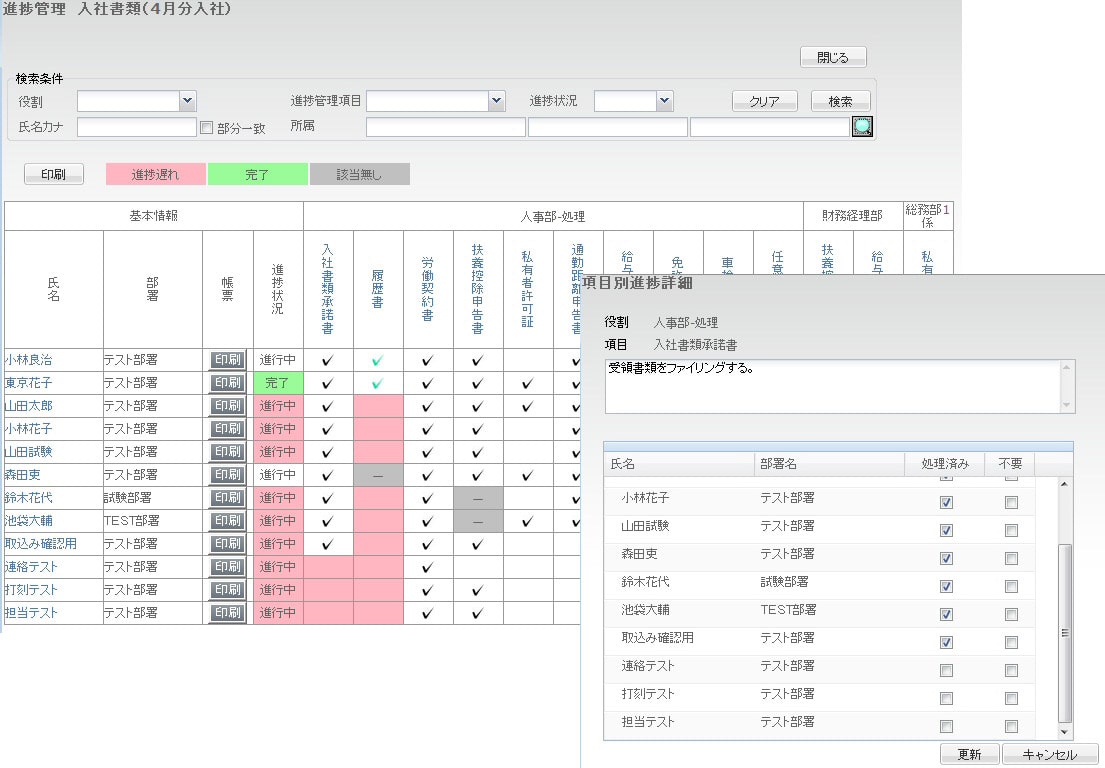 進捗管理 入社書類(4月分入社)
閉じる
検索条件
役割 進捗管理項目 進捗状況 クリア 検索
氏名カナ 部分一致 所属
印刷 進捗遅れ 完了 該当無し
基本情報 人事部-処理 財務経理部 総務部1係
氏名 部署 帳票 進捗状況 入社書類承諾書 履歴書 労働契約書 扶養控除申告書 私有者許可証 通勤距離申告書 給与 免許 車検 任意 扶養控 給与 私有
小林良治 テスト部署 印刷 進行中
東京花子 テスト部署 印刷 完了
山田太郎 テスト部署 印刷 進行中
小林花子 テスト部署 印刷 進行中
山田試験 テスト部署 印刷 進行中
森田吏 テスト部署 印刷 進行中 －
鈴木花代 試験部署 印刷 進行中 －
池袋大輔 TEST部署 印刷 進行中 －
取込み確認用 テスト部署 印刷 進行中
連絡テスト テスト部署 印刷 進行中
打刻テスト テスト部署 印刷 進行中
担当テスト テスト部署 印刷 進行中
項目別進捗詳細
役割 人事部-処理
項目 入社書類承諾書
受領書類をファイリングする。
氏名 部署名 処理済み 不要
小林花子 テスト部署
山田試験 テスト部署
森田吏 テスト部署
鈴木花代 試験部署
池袋大輔 TEST部署
取込み確認用 テスト部署
連絡テスト テスト部署
打刻テスト テスト部署
担当テスト テスト部署
更新 キャンセル